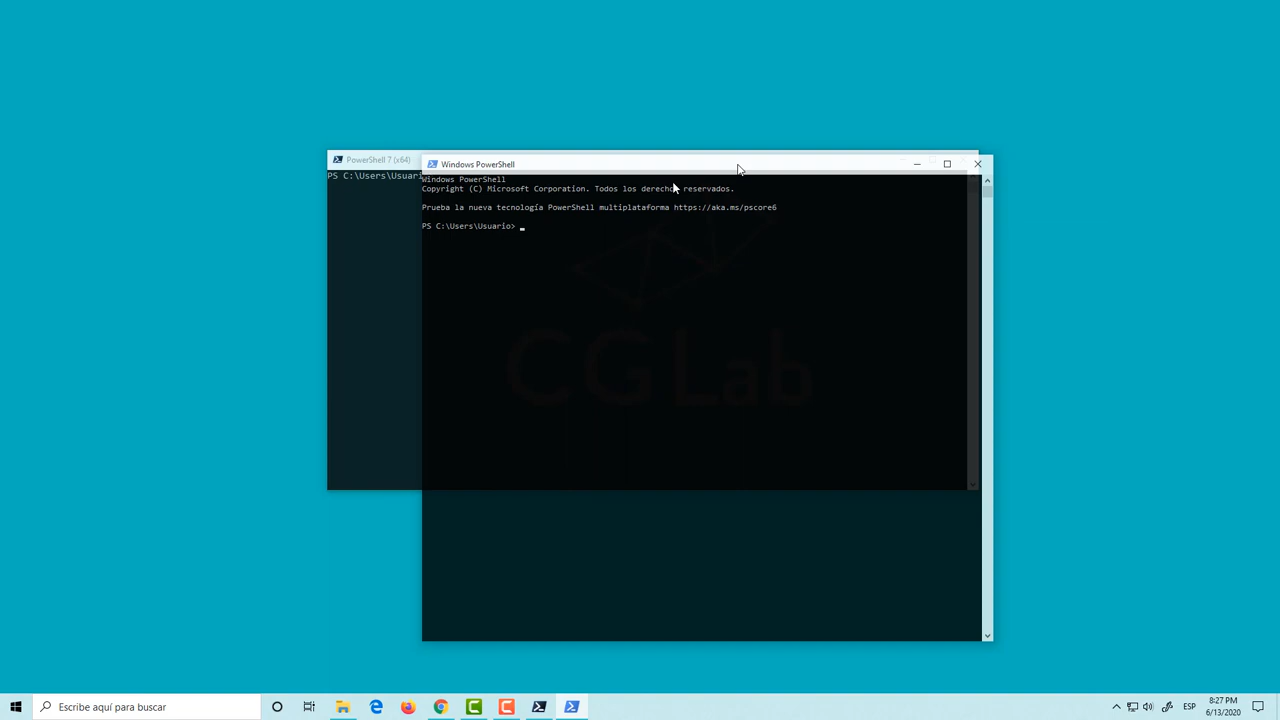 PowerShell 7 (x64)
PS C:\Users\Usuari
Windows PowerShell
Windows PowerShell
Copyright (C) Microsoft Corporation. Todos los derechos reservados.
Prueba la nueva tecnología PowerShell multiplataforma https://aka.ms/pscore6
PS C:\Users\Usuario>
CGLab
Escribe aquí para buscar
ESP
8:27 PM
6/13/2020